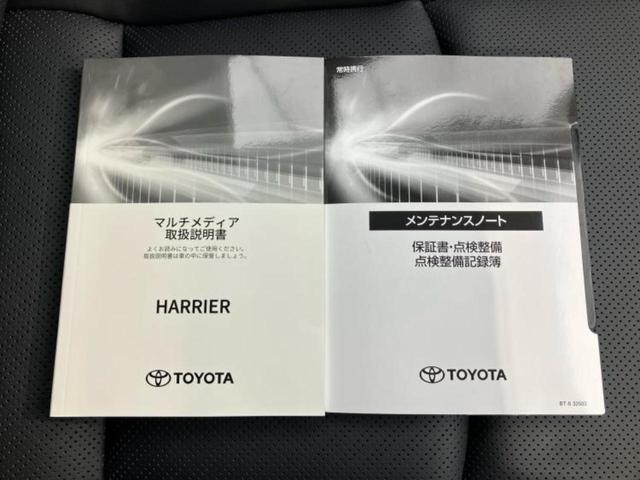 マルチメディア
取扱説明書
よくお読みになってご使用ください。
取扱説明書は車の中に保管しましょう。
HARRIER
TOYOTA
常時携行
メンテナンスノート
保証書・点検整備
点検整備記録簿
TOYOTA